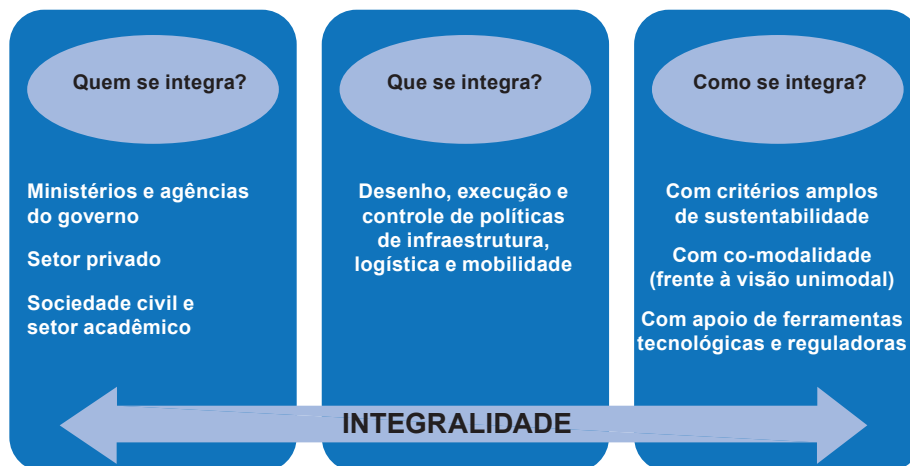 Quem se integra?
Ministérios e agências
do governo
Setor privado
Sociedade civil e
setor acadêmico
Que se integra?
Desenho, execução e
controle de políticas
de infraestrutura,
logística e mobilidade
Como se integra?
Com critérios amplos
de sustentabilidade
Com co-modalidade
(frente à visão unimodal)
Com apoio de ferramentas
tecnológicas e reguladoras
INTEGRALIDADE